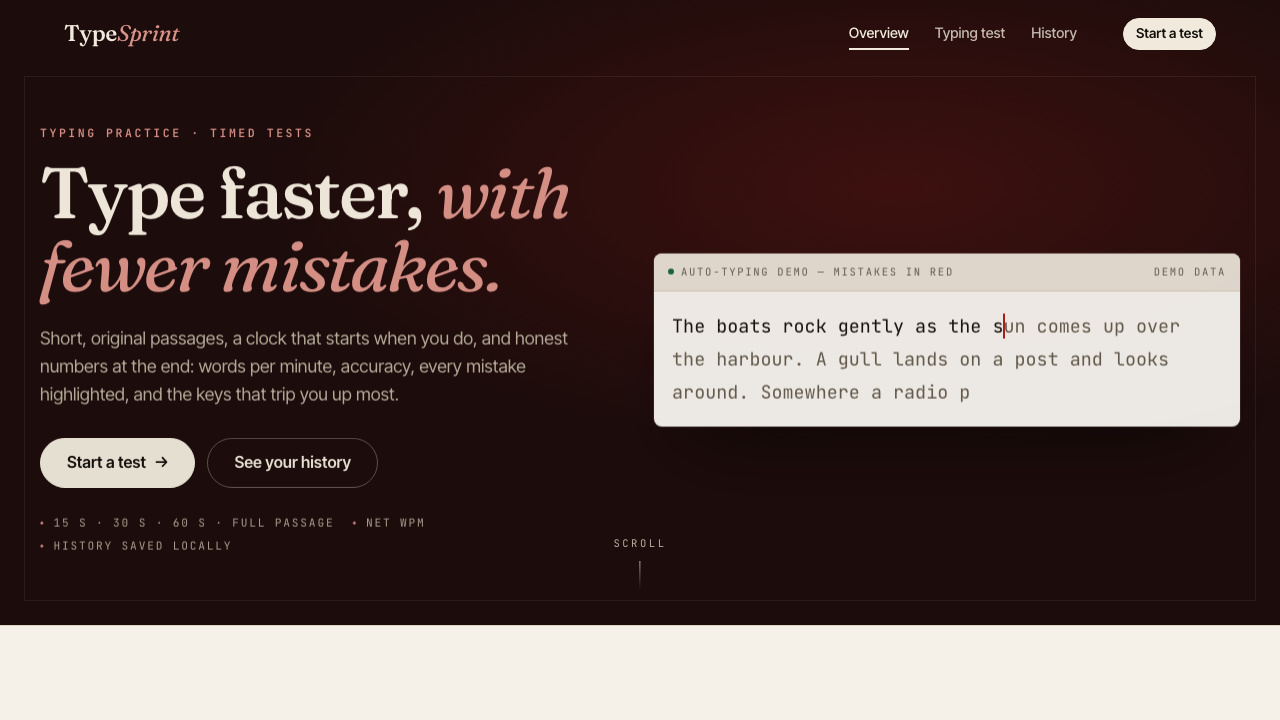 TypeSprint
Overview Typing test History Start a test
TYPING PRACTICE · TIMED TESTS
Type faster, with
fewer mistakes.
Short, original passages, a clock that starts when you do, and honest
numbers at the end: words per minute, accuracy, every mistake
highlighted, and the keys that trip you up most.
Start a test → See your history
• 15 S · 30 S · 60 S · FULL PASSAGE • NET WPM
• HISTORY SAVED LOCALLY
AUTO-TYPING DEMO — MISTAKES IN RED DEMO DATA
The boats rock gently as the sun comes up over
the harbour. A gull lands on a post and looks
around. Somewhere a radio p
SCROLL